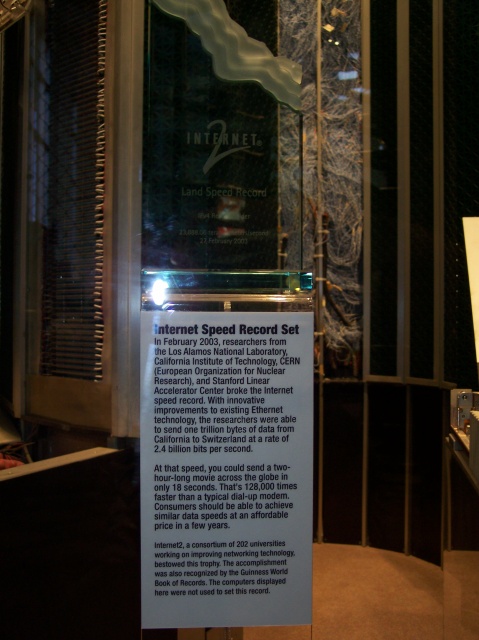 INTERNET
2
Land Speed Record
Internet Speed Record Set
In February 2003, researchers from
the Los Alamos National Laboratory,
California Institute of Technology, CERN
(European Organization for Nuclear
Research), and Stanford Linear
Accelerator Center broke the Internet
speed record. With innovative
improvements to existing Ethernet
technology, the researchers were able
to send one trillion bytes of data from
California to Switzerland at a rate of
2.4 billion bits per second.
At that speed, you could send a two-
hour-long movie across the globe in
only 18 seconds. That's 128,000 times
faster than a typical dial-up modem.
Consumers should be able to achieve
similar data speeds at an affordable
price in a few years.
Internet2, a consortium of 202 universities
working on improving networking technology,
bestowed this trophy. The accomplishment
was also recognized by the Guinness World
Book of Records. The computers displayed
here were not used to set this record.